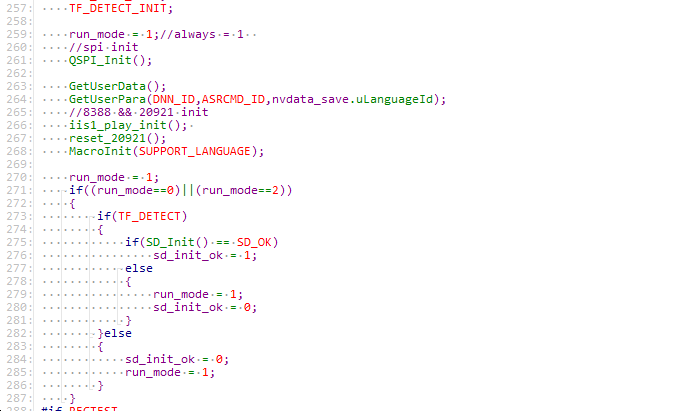 257: TF_DETECT_INIT;
258:
259: run_mode = 1;//always = 1
260: //spi init
261: QSPI_Init();
262:
263: GetUserData();
264: GetUserPara(DNN_ID,ASRCMD_ID,nvdata_save.uLanguageId);
265: //8388 && 20921 init
266: iis1_play_init();
267: reset_20921();
268: MacroInit(SUPPORT_LANGUAGE);
269:
270: run_mode = 1;
271: if((run_mode==0)||(run_mode==2))
272: {
273: if(TF_DETECT)
274: {
275: if(SD_Init() == SD_OK)
276: sd_init_ok = 1;
277: else
278: {
279: run_mode = 1;
280: sd_init_ok = 0;
281: }
282: }else
283: {
284: sd_init_ok = 0;
285: run_mode = 1;
286: }
287: }
288: #if RECTEST